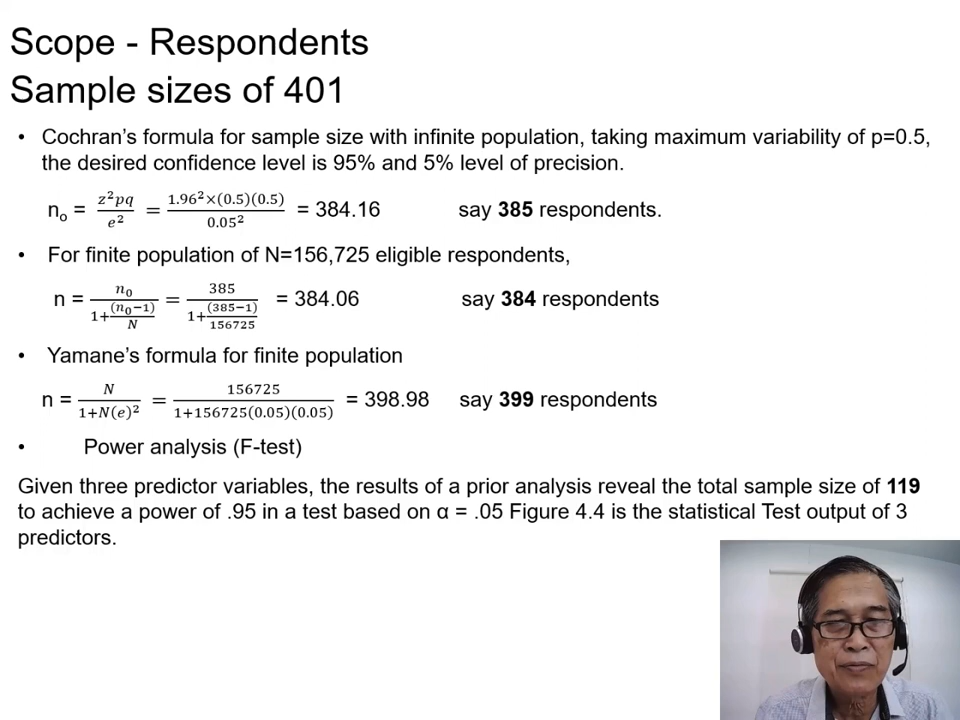 Scope - Respondents
Sample sizes of 401
• Cochran’s formula for sample size with infinite population, taking maximum variability of p=0.5,
the desired confidence level is 95% and 5% level of precision.
n₀ = z²pq / e² = 1.96²×(0.5)(0.5) / 0.05² = 384.16 say 385 respondents.
• For finite population of N=156,725 eligible respondents,
n = n₀ / 1+(n₀−1)/N = 385 / 1+(385−1)/156725 = 384.06 say 384 respondents
• Yamane’s formula for finite population
n = N / 1+N(e)² = 156725 / 1+156725(0.05)(0.05) = 398.98 say 399 respondents
• Power analysis (F-test)
Given three predictor variables, the results of a prior analysis reveal the total sample size of 119
to achieve a power of .95 in a test based on α = .05 Figure 4.4 is the statistical Test output of 3
predictors.